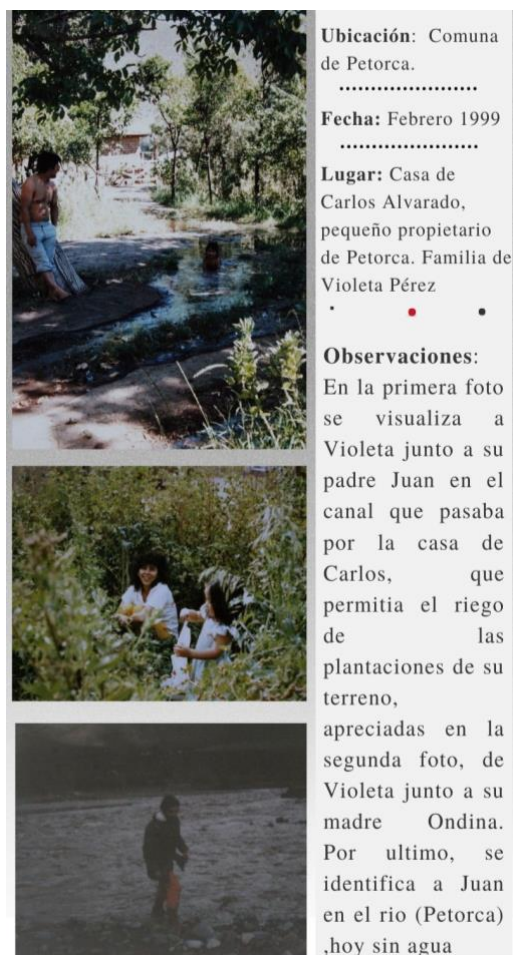 Ubicación:  Comuna
de Petorca.
Fecha: Febrero 1999
Lugar: Casa de
Carlos Alvarado,
pequeño propietario
de Petorca. Familia de
Violeta Pérez
Observaciones:
En la primera foto
se visualiza a
Violeta junto a su
padre Juan en el
canal que pasaba
por la casa de
Carlos, que
permitia el riego
de las
plantaciones de su
terreno,
apreciadas en la
segunda foto, de
Violeta junto a su
madre Ondina.
Por ultimo, se
identifica a Juan
en el rio (Petorca)
,hoy sin agua